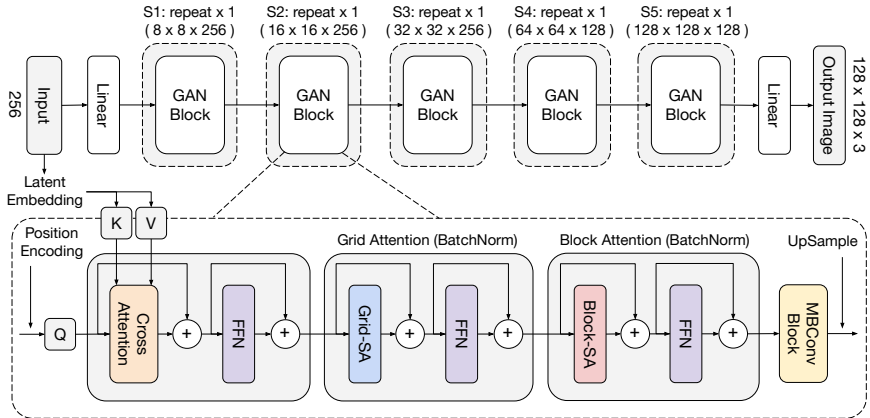 S1: repeat x 1
( 8 x 8 x 256)
S2: repeat x 1
( 16 x 16 x 256)
S3: repeat x 1
( 32 x 32 x 256)
S4: repeat x 1
( 64 x 64 x 128)
S5: repeat x 1
( 128 x 128 x 128)
256
Input
Linear
GAN
Block
GAN
Block
GAN
Block
GAN
Block
GAN
Block
Linear
Output Image
128 x 128 x 3
Latent
Embedding
K
V
Position
Encoding
Grid Attention (BatchNorm)
Block Attention (BatchNorm)
UpSample
Q
Cross
Attention
+
FFN
+
Grid-SA
+
FFN
+
Block-SA
+
FFN
+
MBConv
Block